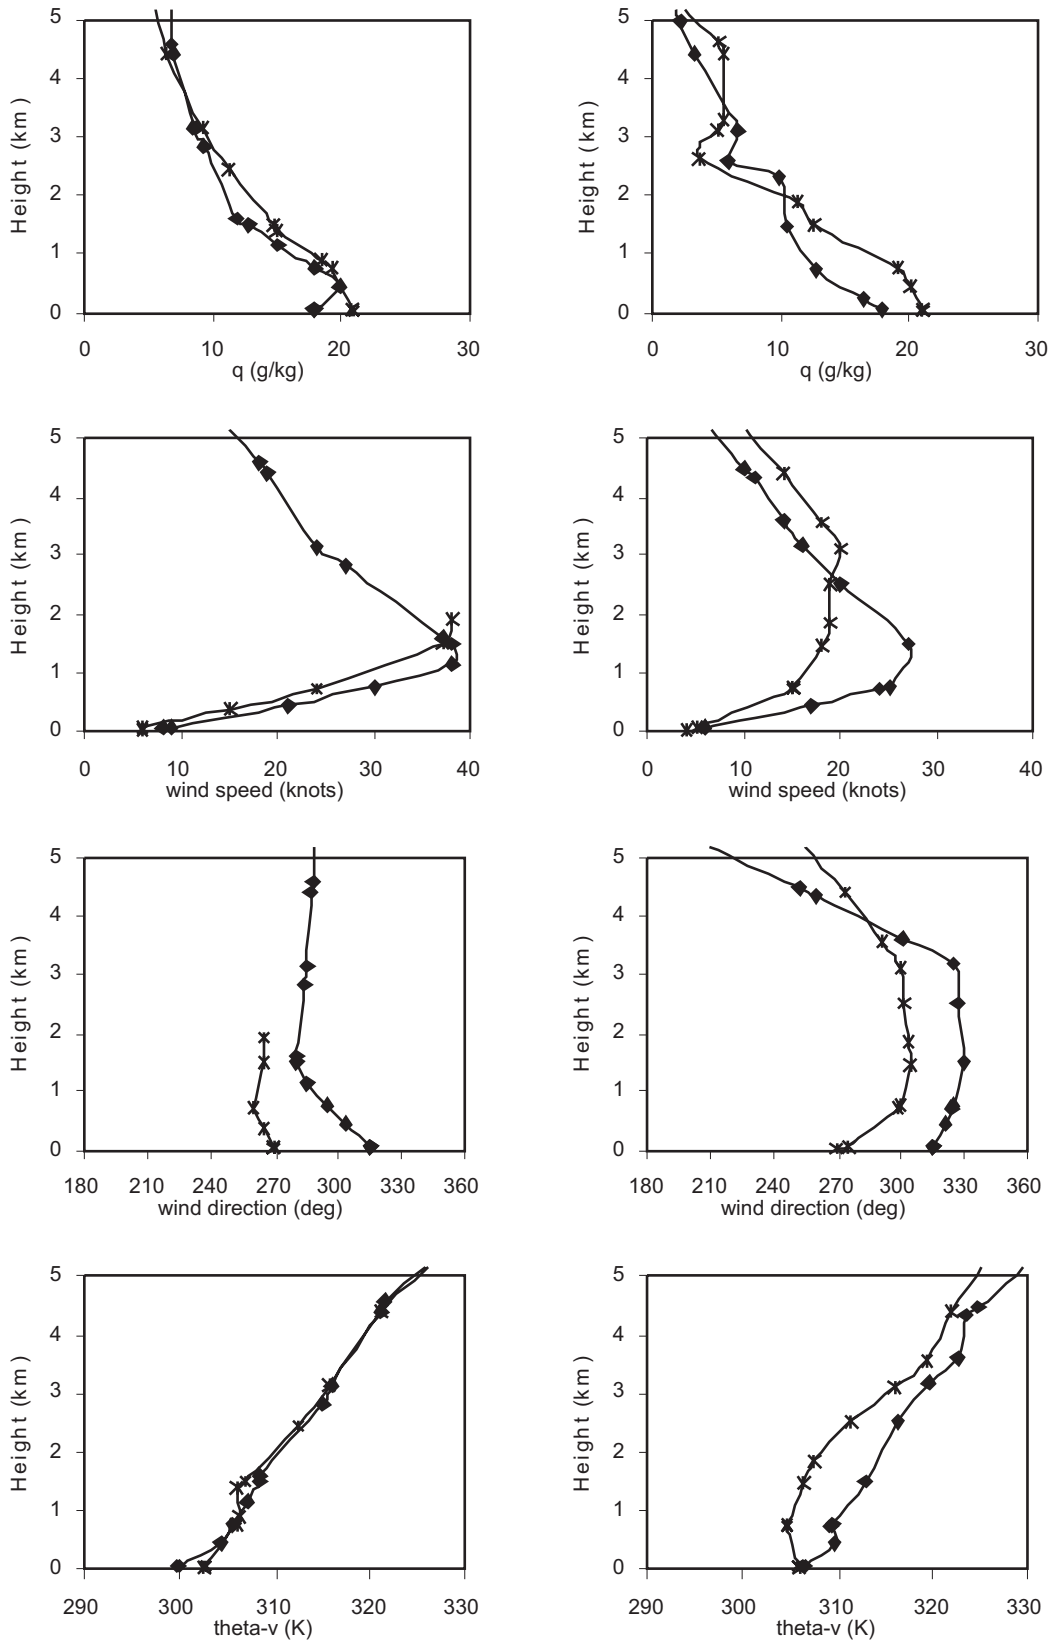 5
4
3
2
1
0
Height (km)
0 10 20 30
q (g/kg)
5
4
3
2
1
0
Height (km)
0 10 20 30
q (g/kg)
5
4
3
2
1
0
Height (km)
0 10 20 30 40
wind speed (knots)
5
4
3
2
1
0
Height (km)
0 10 20 30 40
wind speed (knots)
5
4
3
2
1
0
Height (km)
180 210 240 270 300 330 360
wind direction (deg)
5
4
3
2
1
0
Height (km)
180 210 240 270 300 330 360
wind direction (deg)
5
4
3
2
1
0
Height (km)
290 300 310 320 330
theta-v (K)
5
4
3
2
1
0
Height (km)
290 300 310 320 330
theta-v (K)